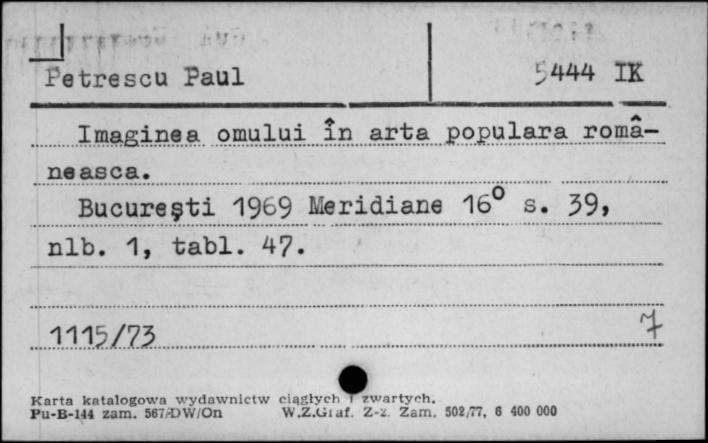 Petrescu Paul 5444 IK
Imaginea omului în arta populara româ-
neasca.
Bucureşti 1969 Meridiane 16° s. 39,
nlb. 1, tabl. 47.
1115/73 7
Karta katalogowa wydawnictw ciągłych i zwartych.
Pu-B-144 zam. 567/DW/On W.Z.Graf. Z-z. Zam. 502/77, 6 400 000